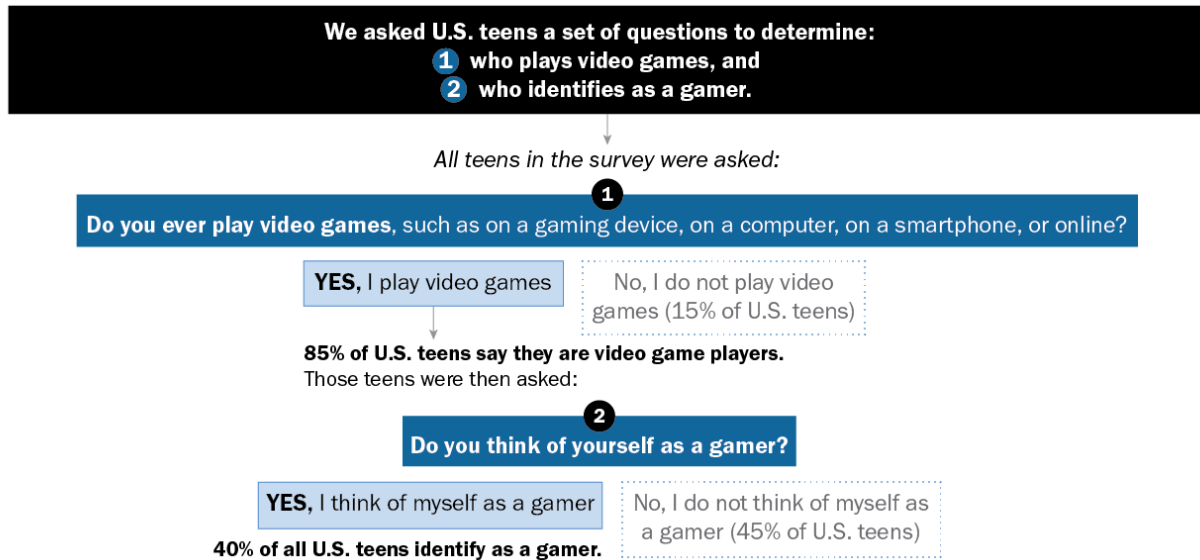 We asked U.S. teens a set of questions to determine:
1 who plays video games, and
2 who identifies as a gamer.
All teens in the survey were asked:
1
Do you ever play video games, such as on a gaming device, on a computer, on a smartphone, or online?
YES, I play video games
No, I do not play video
games (15% of U.S. teens)
85% of U.S. teens say they are video game players.
Those teens were then asked:
2
Do you think of yourself as a gamer?
YES, I think of myself as a gamer
No, I do not think of myself as
a gamer (45% of U.S. teens)
40% of all U.S. teens identify as a gamer.